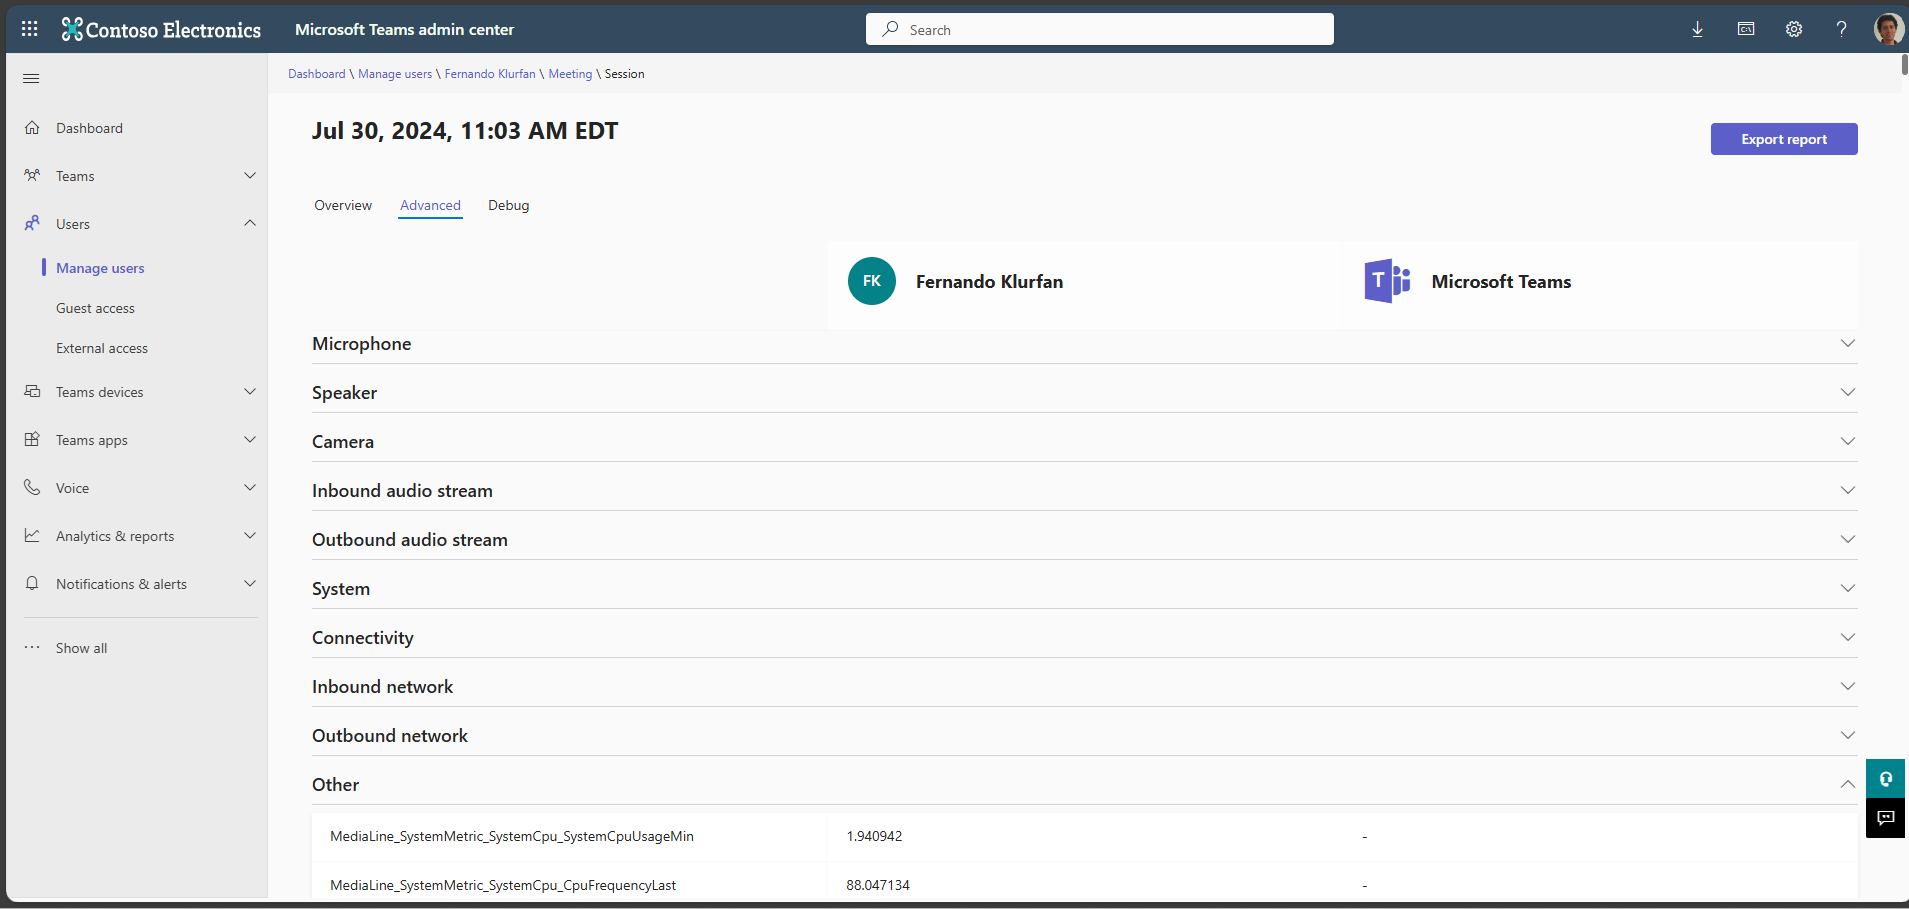 Contoso Electronics
Microsoft Teams admin center
Search
Dashboard \ Manage users \ Fernando Klurfan \ Meeting \ Session
Dashboard
Teams
Users
Manage users
Guest access
External access
Teams devices
Teams apps
Voice
Analytics & reports
Notifications & alerts
Show all
Jul 30, 2024, 11:03 AM EDT
Export report
Overview Advanced Debug
FK Fernando Klurfan
T Microsoft Teams
Microphone
Speaker
Camera
Inbound audio stream
Outbound audio stream
System
Connectivity
Inbound network
Outbound network
Other
MediaLine_SystemMetric_SystemCpu_SystemCpuUsageMin 1.940942 -
MediaLine_SystemMetric_SystemCpu_CpuFrequencyLast 88.047134 -